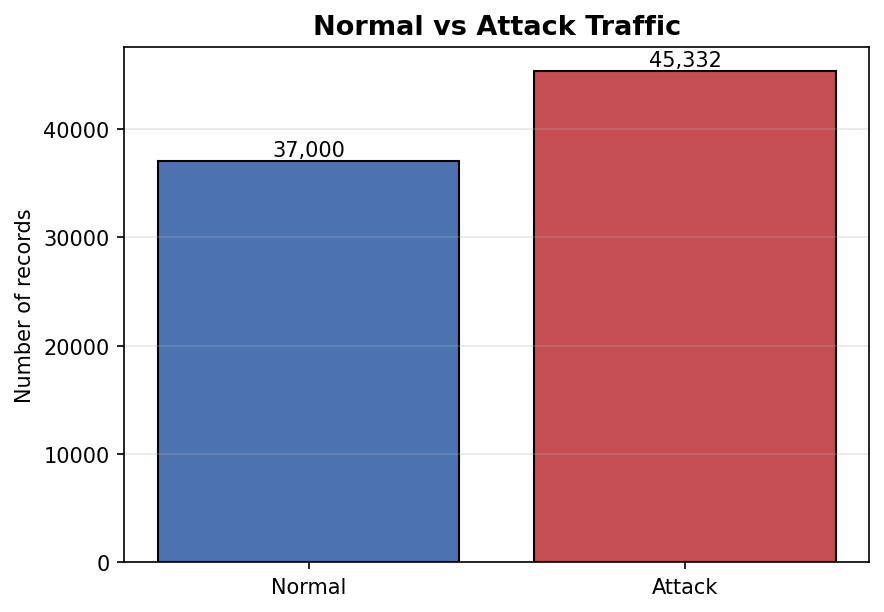 Normal vs Attack Traffic
45,332
37,000
40000
30000
20000
10000
0
Number of records
Normal
Attack